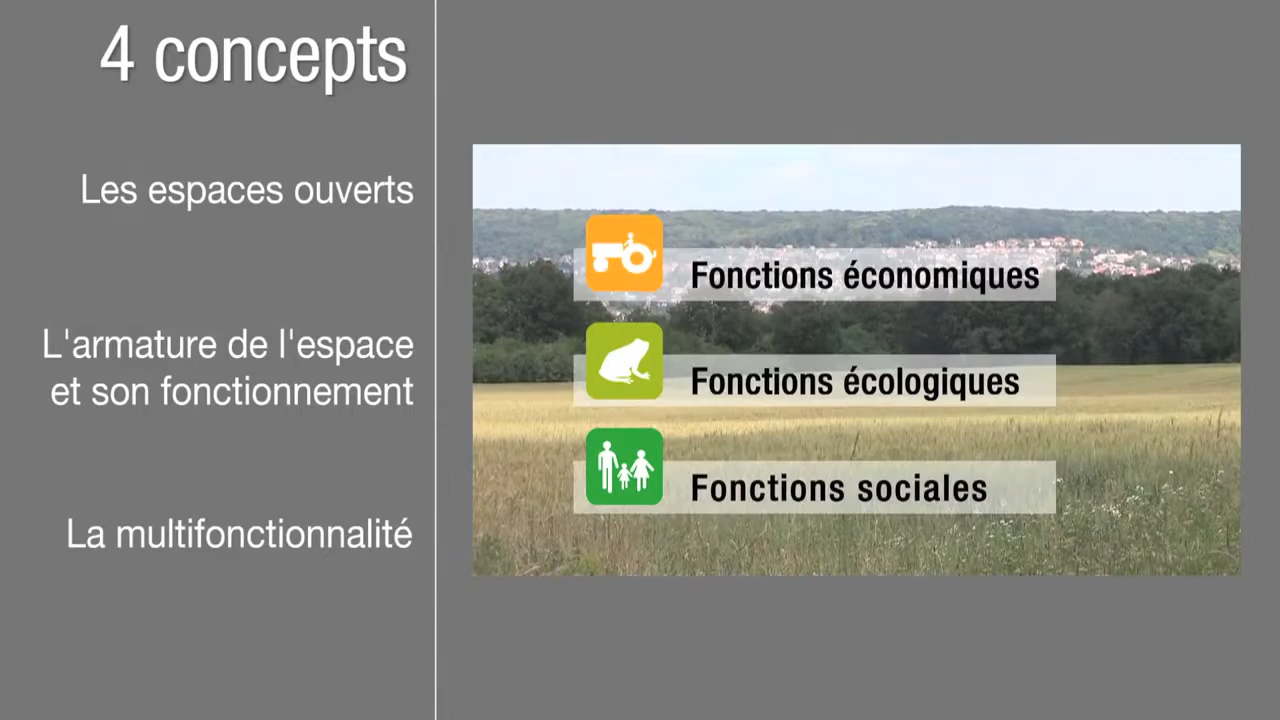 4 concepts
Les espaces ouverts
L'armature de l'espace
et son fonctionnement
La multifonctionnalité
Fonctions économiques
Fonctions écologiques
Fonctions sociales